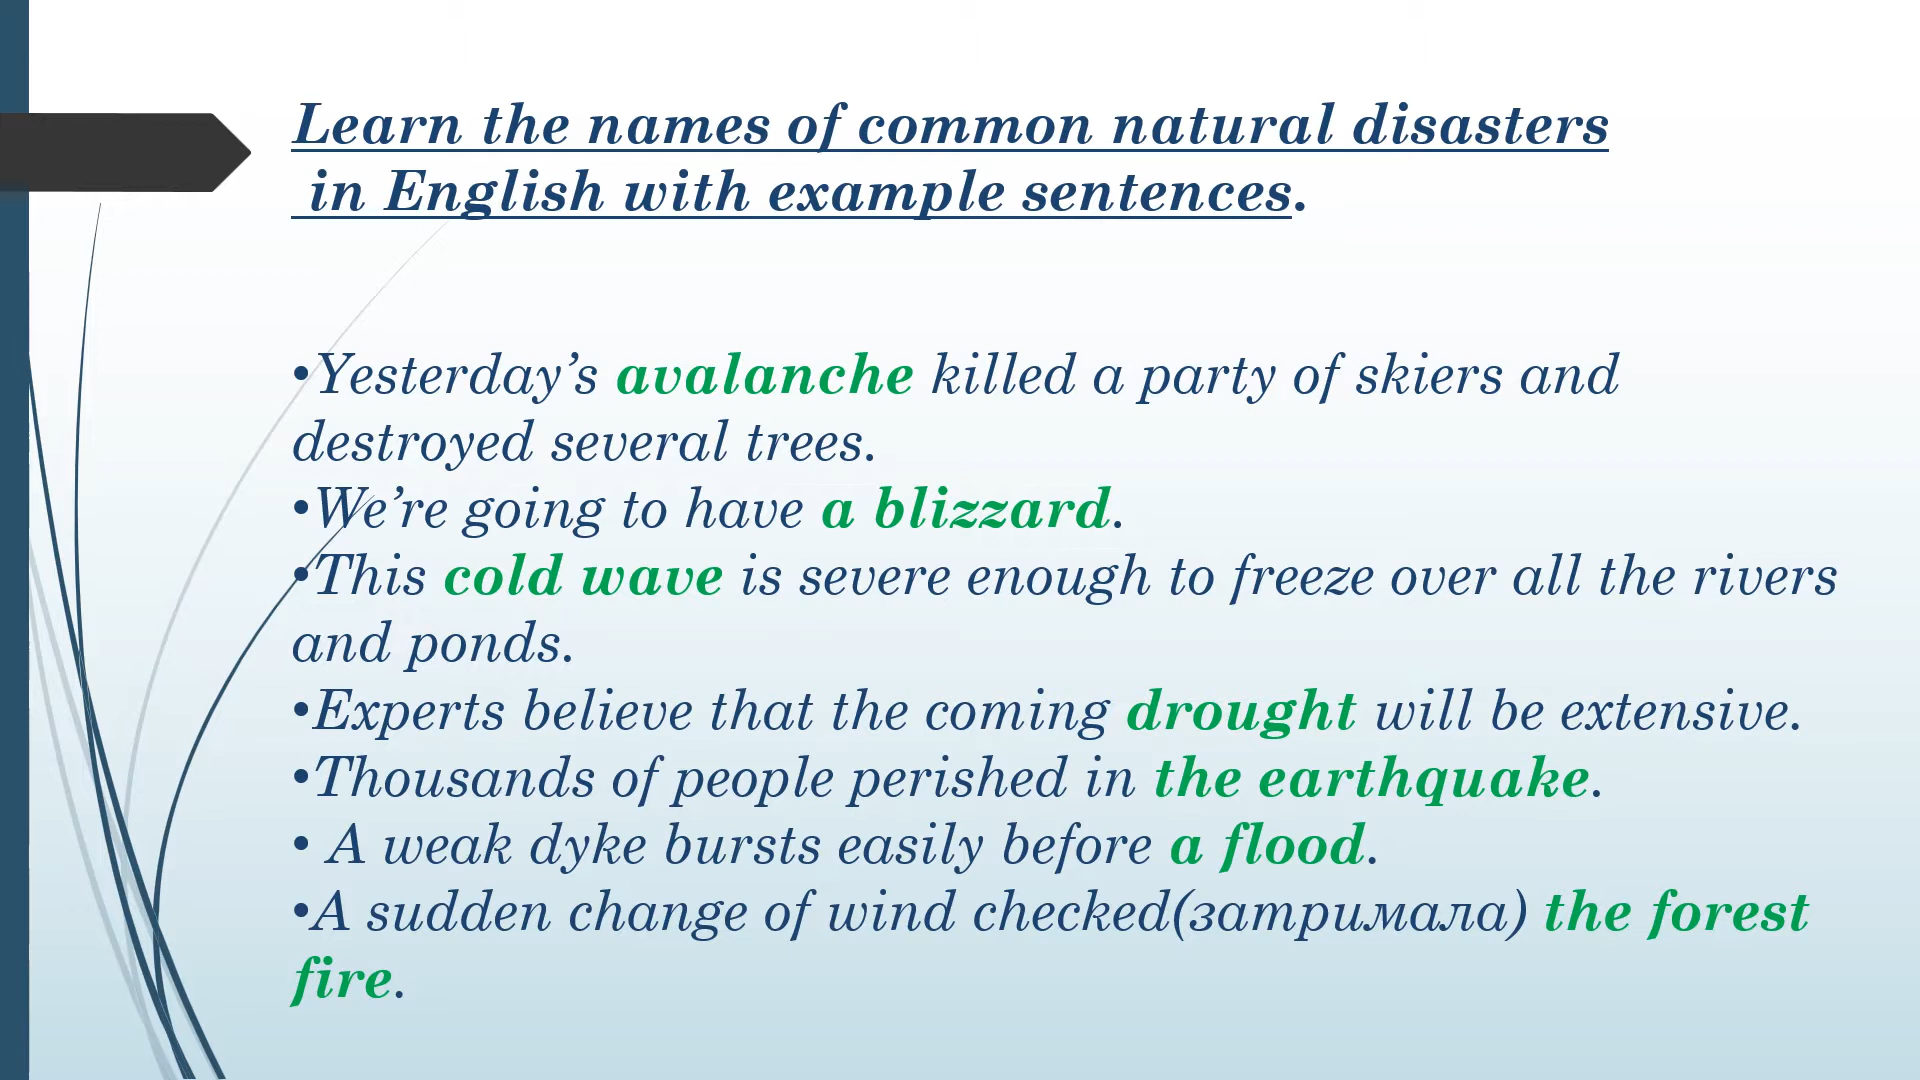 Learn the names of common natural disasters
in English with example sentences.
•Yesterday’s avalanche killed a party of skiers and
destroyed several trees.
•We’re going to have a blizzard.
•This cold wave is severe enough to freeze over all the rivers
and ponds.
•Experts believe that the coming drought will be extensive.
•Thousands of people perished in the earthquake.
• A weak dyke bursts easily before a flood.
•A sudden change of wind checked(затримала) the forest
fire.